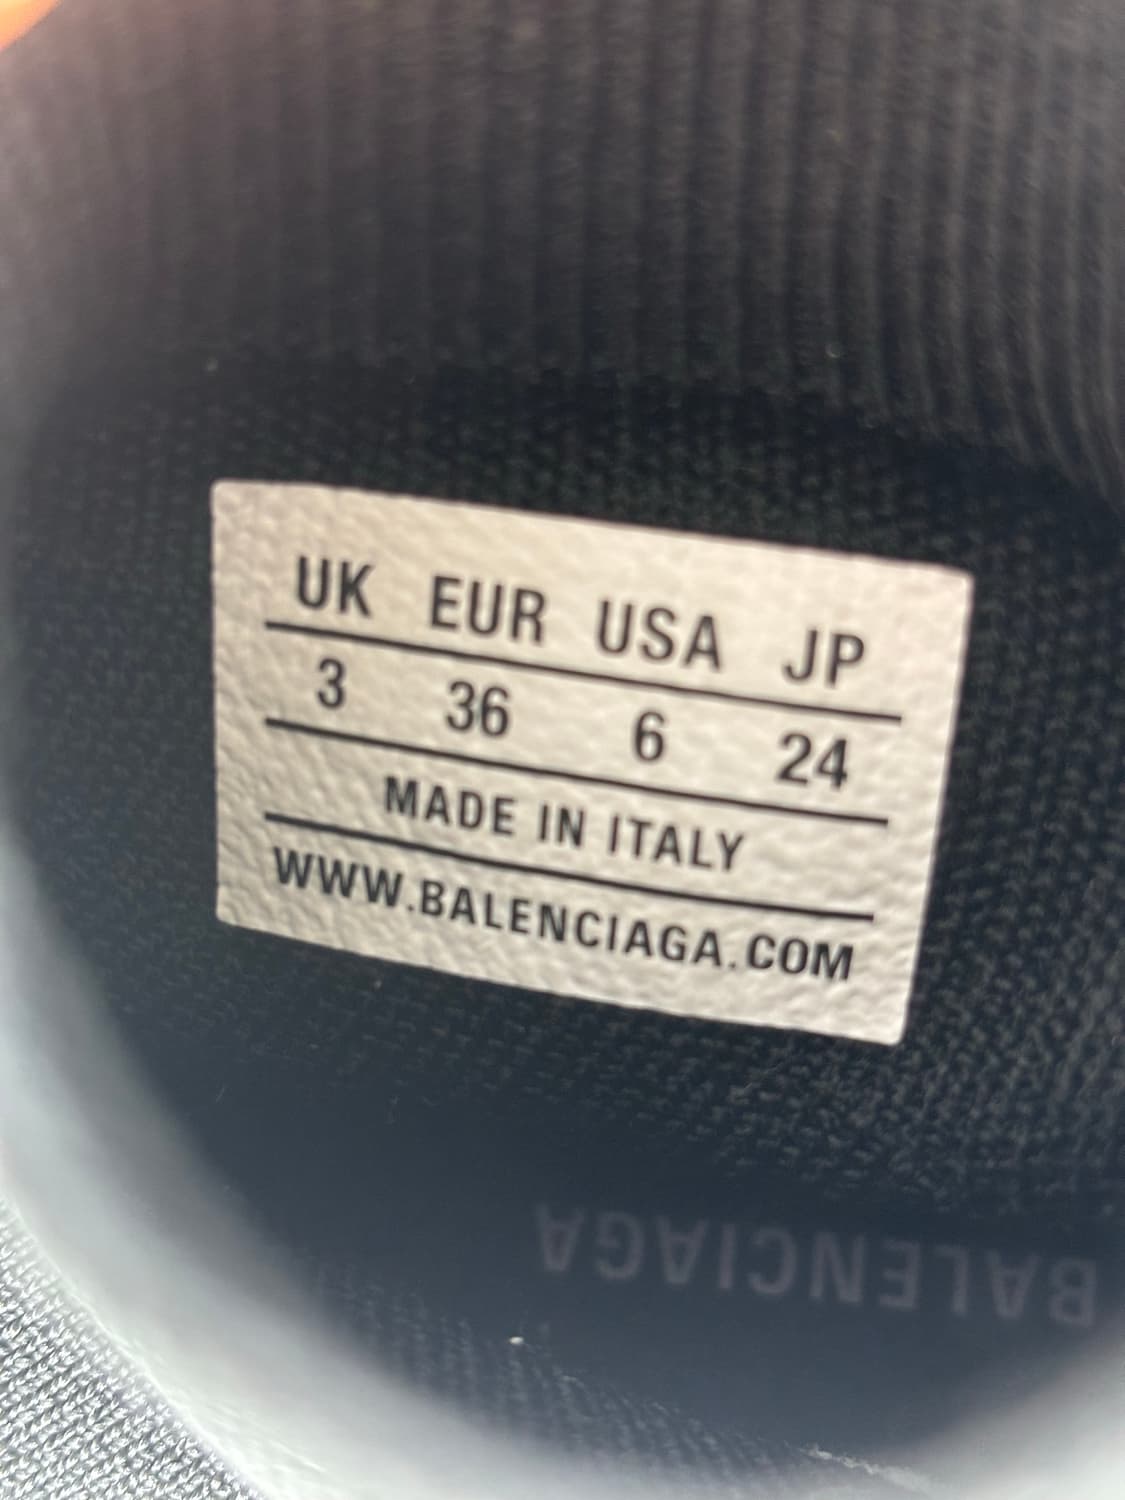 UK EUR USA JP
3 36 6 24
MADE IN ITALY
WWW.BALENCIAGA.COM
BALENCIAGA